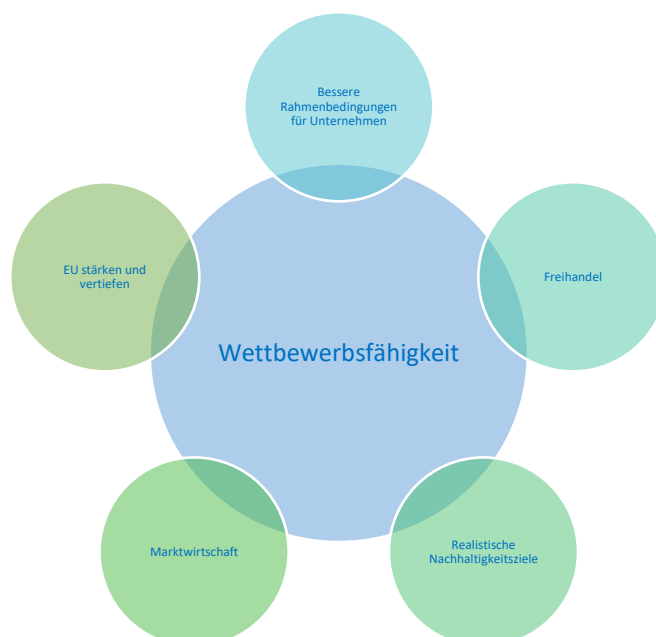 Bessere
Rahmenbedingungen
für Unternehmen
EU stärken und
vertiefen
Freihandel
Wettbewerbsfähigkeit
Marktwirtschaft
Realistische
Nachhaltigkeitsziele